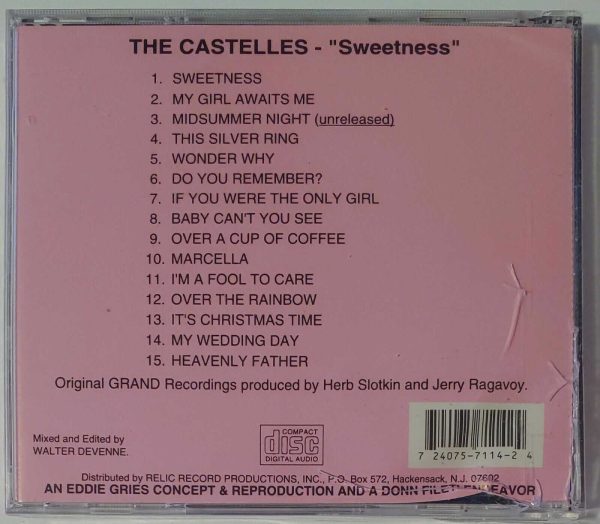 THE CASTELLES - "Sweetness"
1. SWEETNESS
2. MY GIRL AWAITS ME
3. MIDSUMMER NIGHT (unreleased)
4. THIS SILVER RING
5. WONDER WHY
6. DO YOU REMEMBER?
7. IF YOU WERE THE ONLY GIRL
8. BABY CAN'T YOU SEE
9. OVER A CUP OF COFFEE
10. MARCELLA
11. I'M A FOOL TO CARE
12. OVER THE RAINBOW
13. IT'S CHRISTMAS TIME
14. MY WEDDING DAY
15. HEAVENLY FATHER
Original GRAND Recordings produced by Herb Slotkin and Jerry Ragavoy.
Mixed and Edited by
WALTER DEVENNE.
COMPACT
disc
DIGITAL AUDIO
7 24075-7114-2 4
Distributed by RELIC RECORD PRODUCTIONS, INC., P.O. Box 572, Hackensack, N.J. 07602
AN EDDIE GRIES CONCEPT & REPRODUCTION AND A DONN FILETI ENDEAVOR